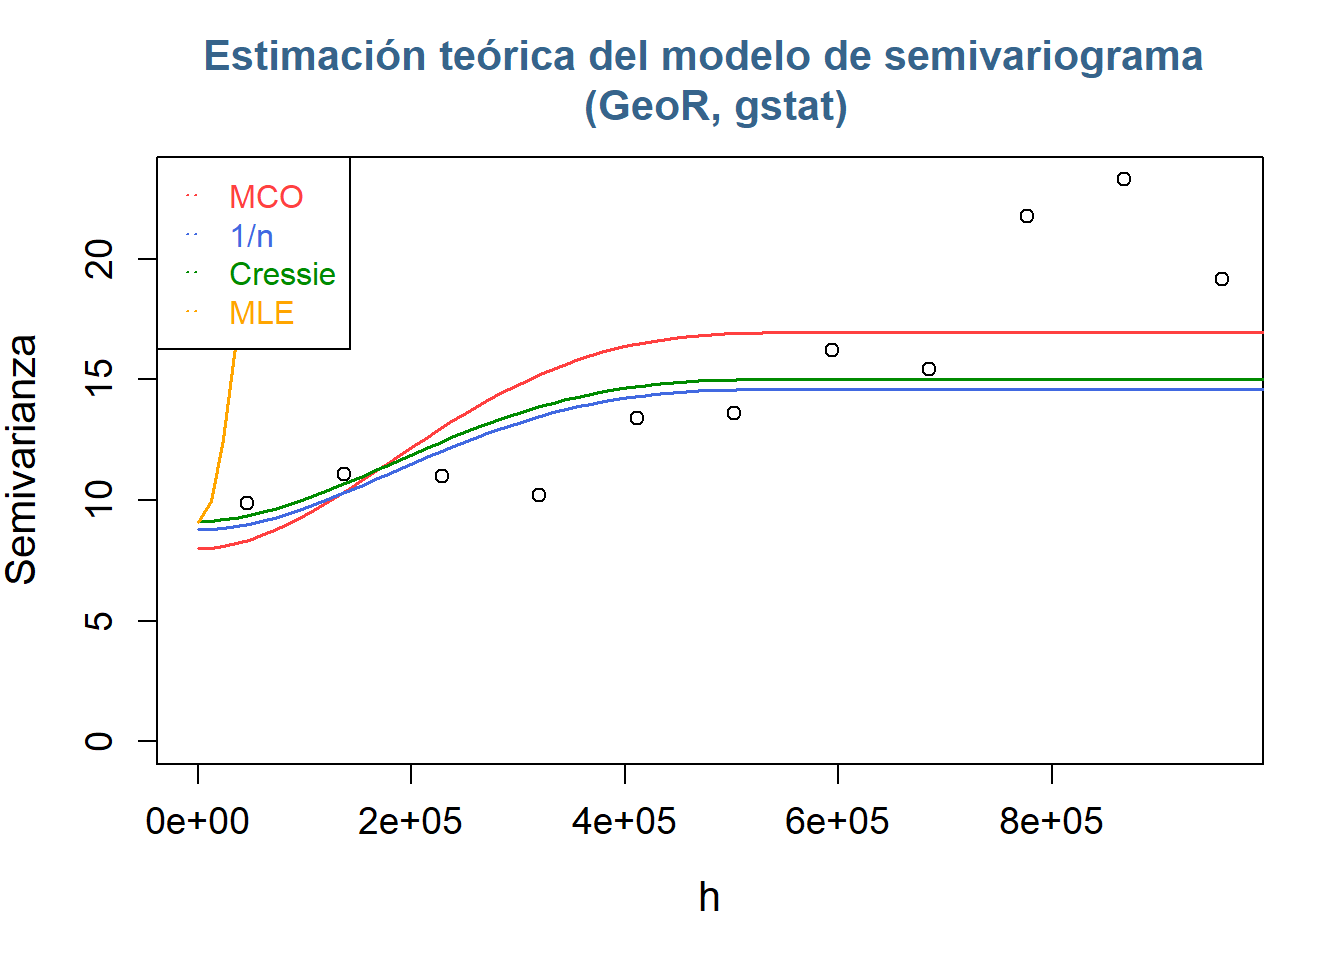 Estimación teórica del modelo de semivariograma
(GeoR, gstat)
MCO
1/n
Cressie
MLE
Semivarianza
20
15
10
5
0
0e+00 2e+05 4e+05 6e+05 8e+05
h